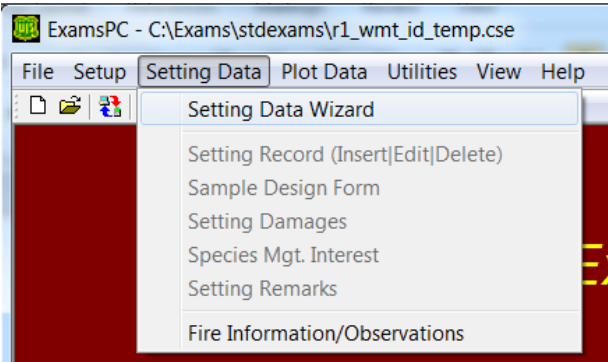 ExamsPC - C:\Exams\stdexams\r1_wmt_id_temp.cse
File Setup Setting Data Plot Data Utilities View Help
Setting Data Wizard
Setting Record (Insert|Edit|Delete)
Sample Design Form
Setting Damages
Species Mgt. Interest
Setting Remarks
Fire Information/Observations